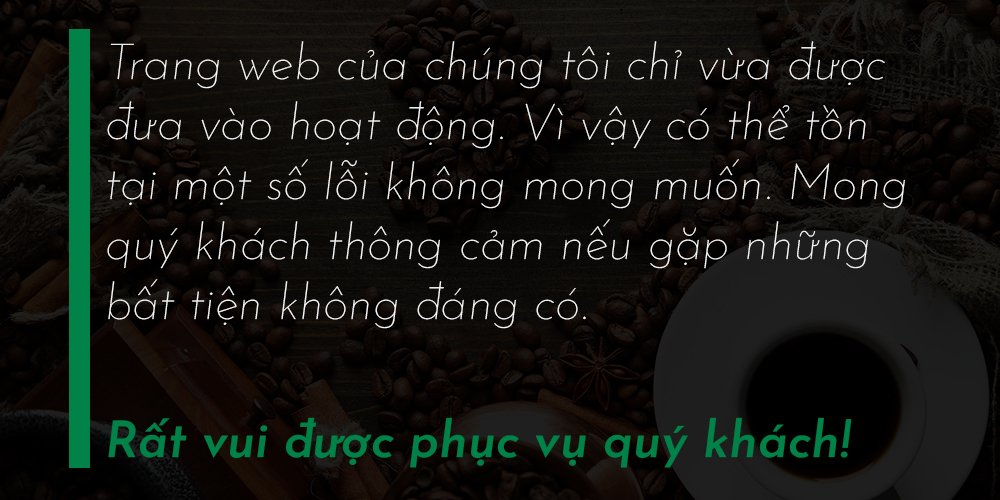 Trang web của chúng tôi chỉ vừa được
đưa vào hoạt động. Vì vậy có thể tồn
tại một số lỗi không mong muốn. Mong
quý khách thông cảm nếu gặp những
bất tiện không đáng có.
Rất vui được phục vụ quý khách!